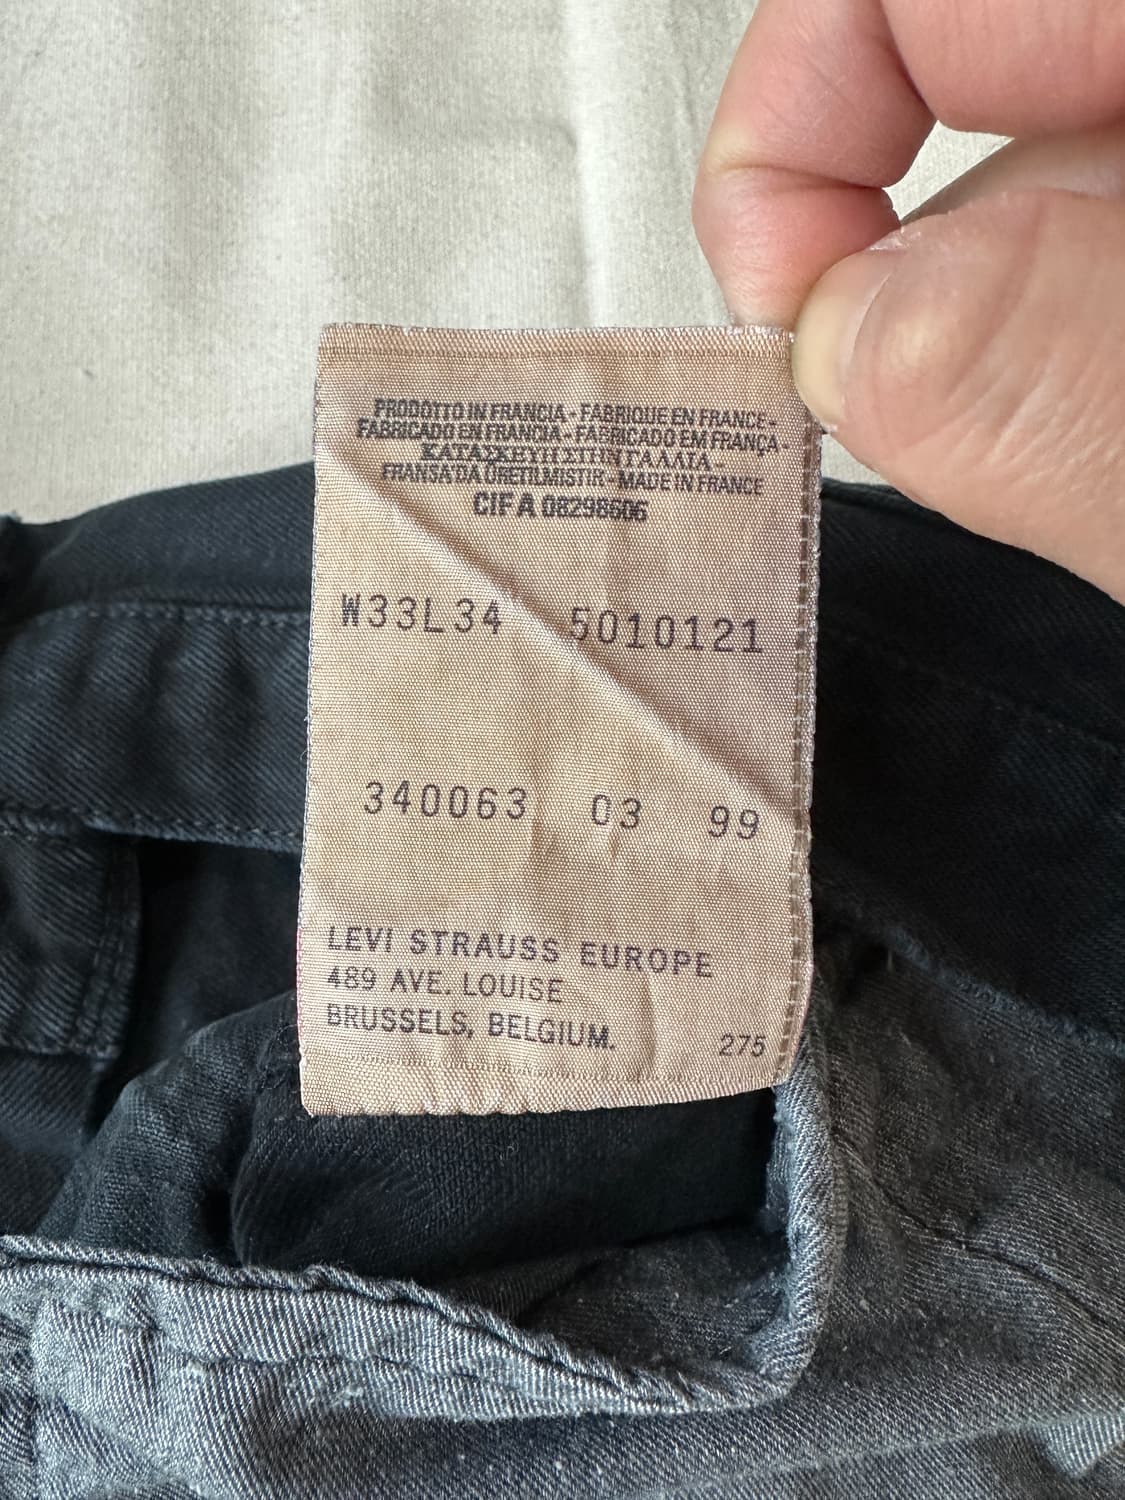 PRODOTTO IN FRANCIA - FABRIQUE EN FRANCE -
FABRICADO EN FRANCIA - FABRICADO EM FRANÇA -
ΚΑΤΑΣΚΕΥΗ ΣΤΗΝ ΓΑΛΛΙΑ -
FRANSA'DA ÜRETILMISTIR - MADE IN FRANCE
CIF A 08298606
W33L34 5010121
340063 03 99
LEVI STRAUSS EUROPE
489 AVE. LOUISE
BRUSSELS, BELGIUM. 275